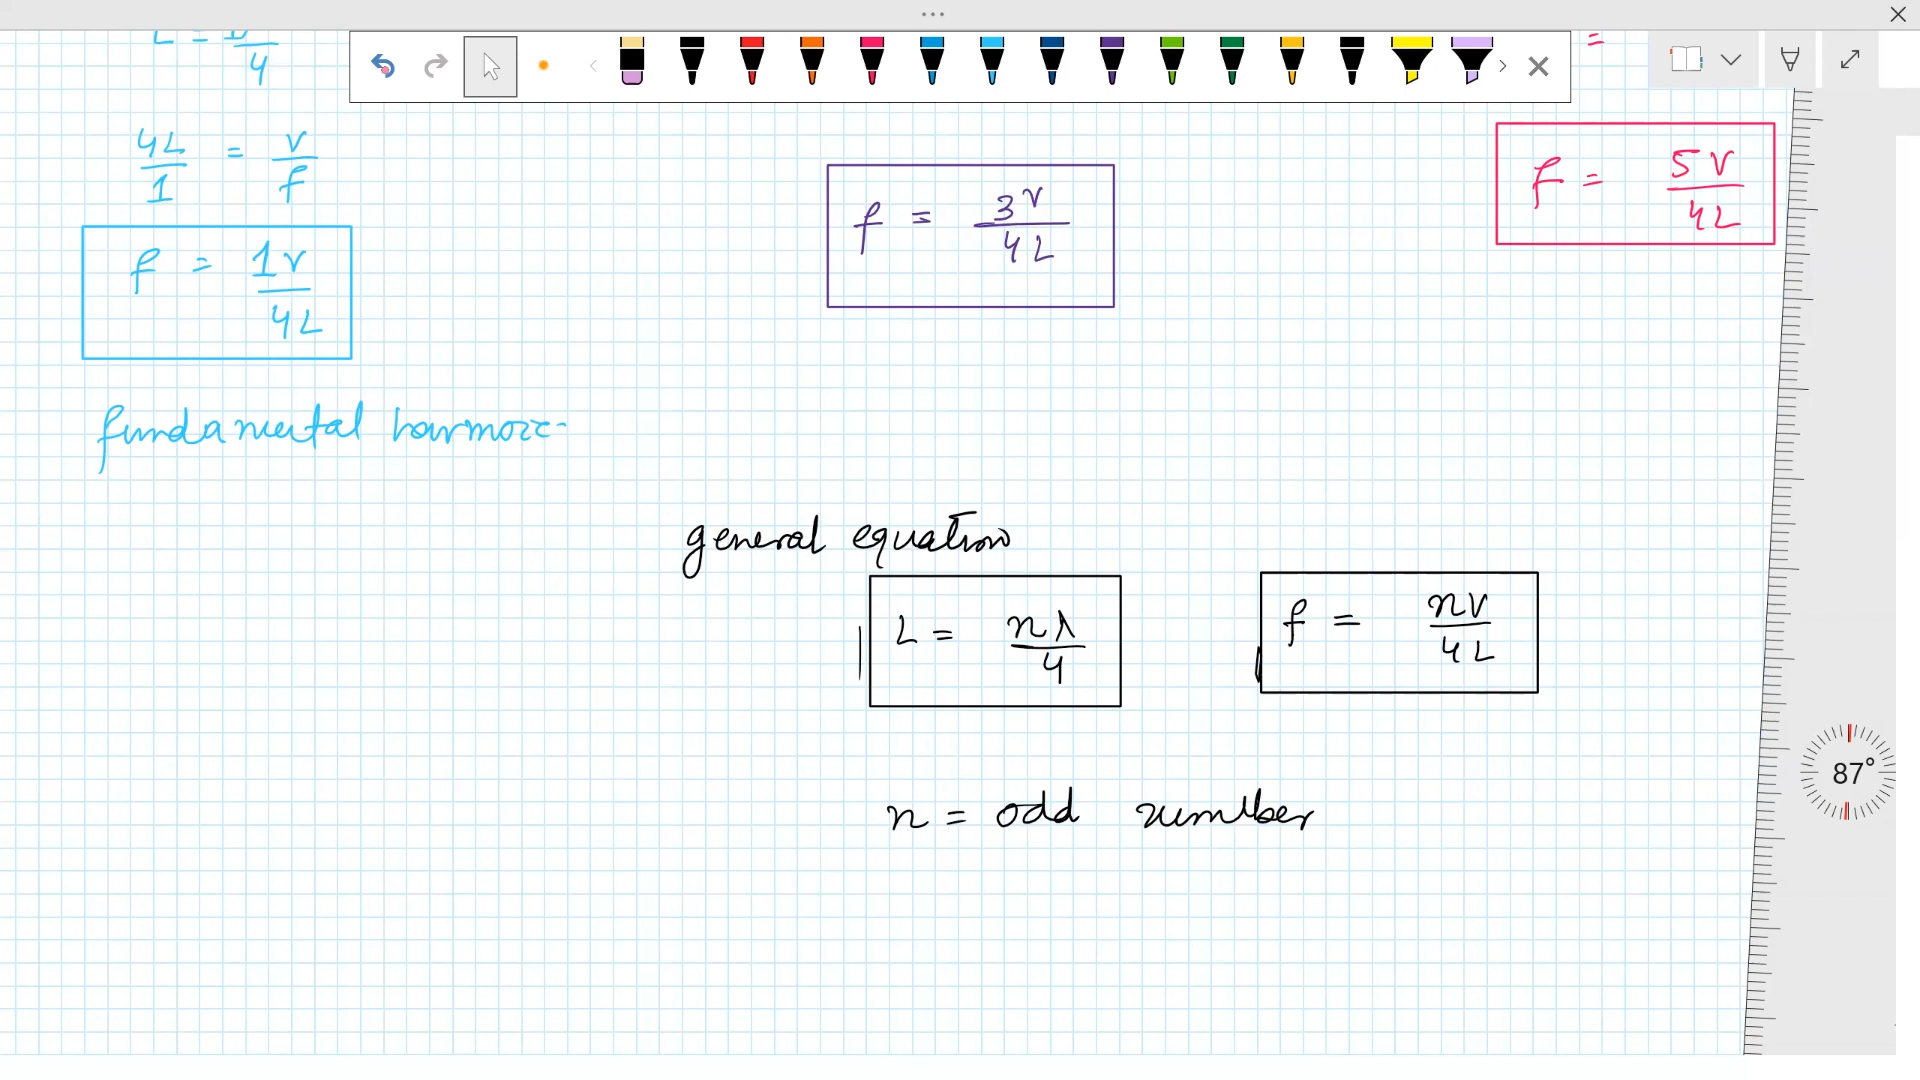 L = 1λ/4
4L/1 = v/f
f = 1v/4L
fundamental
f = 3v/4L
=
f = 5v/4L
general equation
L = nλ/4
f = nv/4L
n = odd number
87°